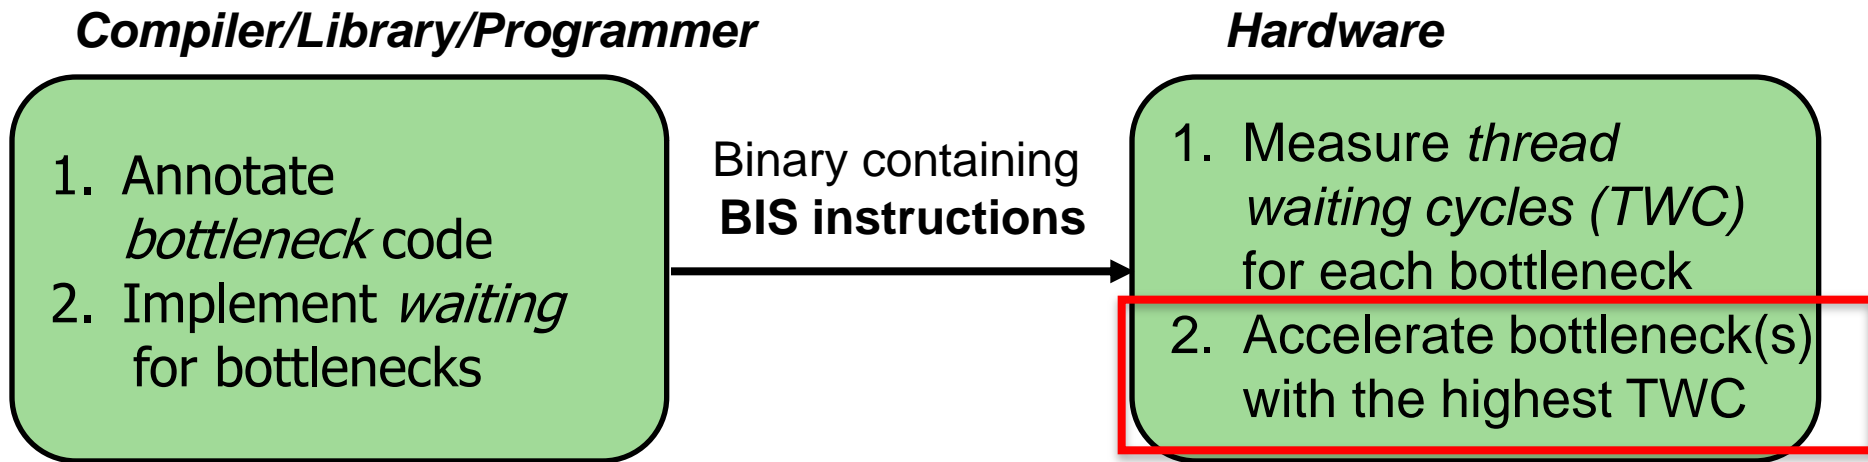 Compiler/Library/Programmer
1. Annotate
bottleneck code
2. Implement waiting
for bottlenecks
Binary containing
BIS instructions
Hardware
1. Measure thread
waiting cycles (TWC)
for each bottleneck
2. Accelerate bottleneck(s)
with the highest TWC